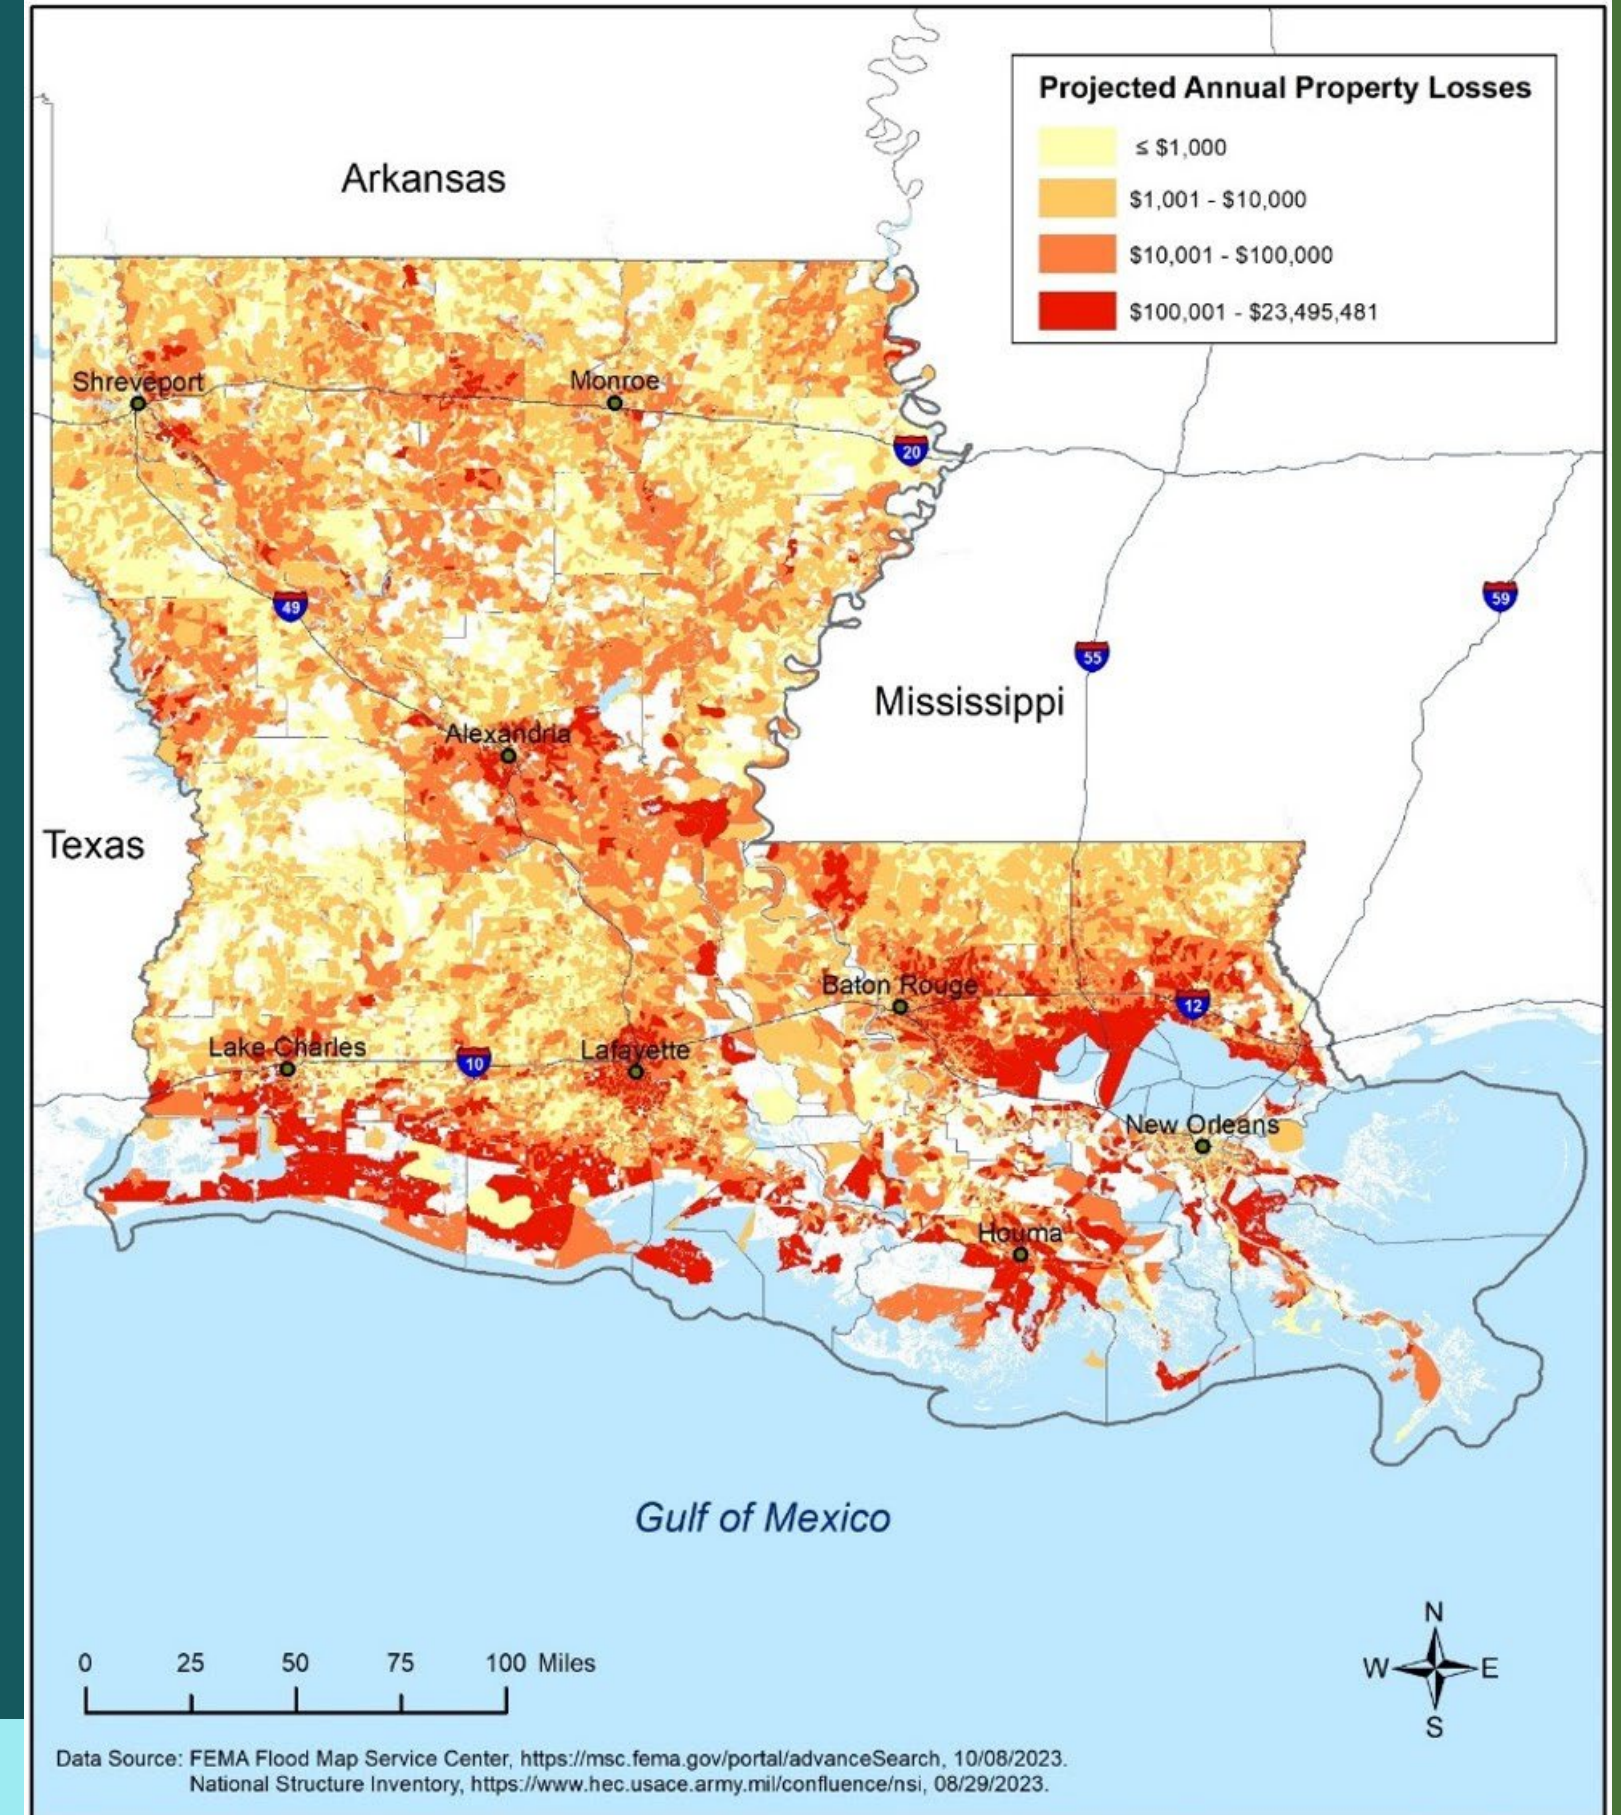 Projected Annual Property Losses
≤ $1,000
$1,001 - $10,000
$10,001 - $100,000
$100,001 - $23,495,481
Arkansas
Shreveport
Monroe
20
49
59
55
Mississippi
Alexandria
Texas
Baton Rouge
12
Lake Charles
10
Lafayette
New Orleans
Houma
Gulf of Mexico
N
W
E
S
0 25 50 75 100 Miles
Data Source: FEMA Flood Map Service Center, https://msc.fema.gov/portal/advanceSearch, 10/08/2023.
National Structure Inventory, https://www.hec.usace.army.mil/confluence/nsi, 08/29/2023.